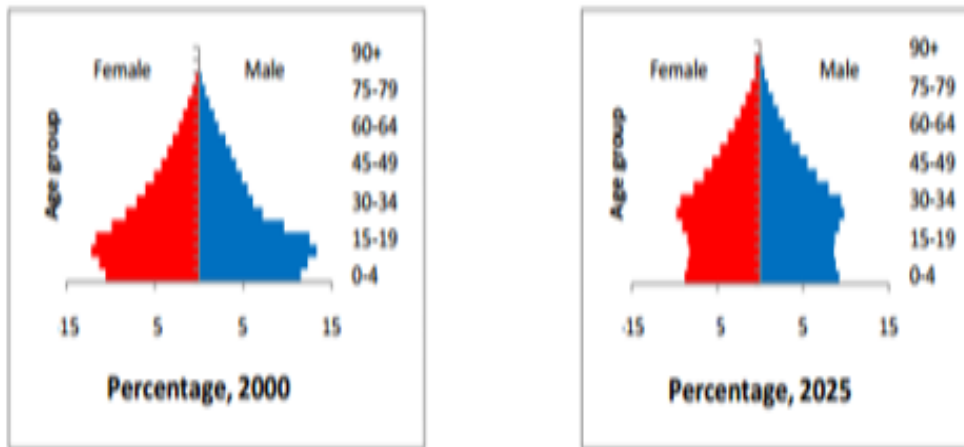 Female Male
Age group
90+
75-79
60-64
45-49
30-34
15-19
0-4
15 5 5 15
Percentage, 2000
Female Male
Age group
90+
75-79
60-64
45-49
30-34
15-19
0-4
-15 5 5 15
Percentage, 2025